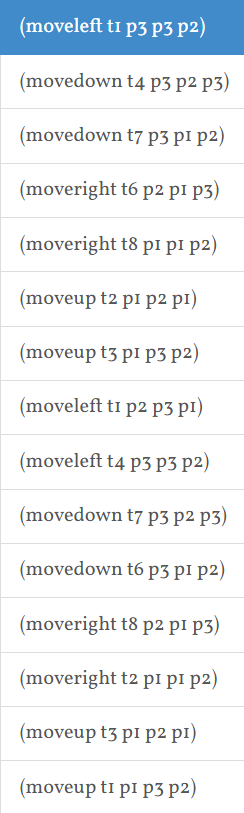 (moveleft t1 p3 p3 p2)
(movedown t4 p3 p2 p3)
(movedown t7 p3 p1 p2)
(moveright t6 p2 p1 p3)
(moveright t8 p1 p1 p2)
(moveup t2 p1 p2 p1)
(moveup t3 p1 p3 p2)
(moveleft t1 p2 p3 p1)
(moveleft t4 p3 p3 p2)
(movedown t7 p3 p2 p3)
(movedown t6 p3 p1 p2)
(moveright t8 p2 p1 p3)
(moveright t2 p1 p1 p2)
(moveup t3 p1 p2 p1)
(moveup t1 p1 p3 p2)